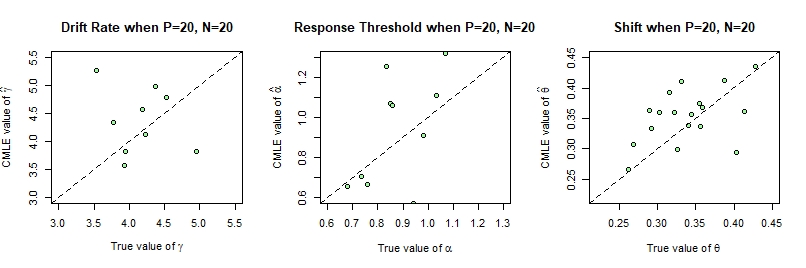 Drift Rate when P=20, N=20
CMLE value of γ̂
3.0 3.5 4.0 4.5 5.0 5.5
3.0 3.5 4.0 4.5 5.0 5.5
True value of γ
Response Threshold when P=20, N=20
CMLE value of α̂
0.6 0.8 1.0 1.2
0.6 0.7 0.8 0.9 1.0 1.1 1.2 1.3
True value of α
Shift when P=20, N=20
CMLE value of θ̂
0.25 0.30 0.35 0.40 0.45
0.25 0.30 0.35 0.40 0.45
True value of θ